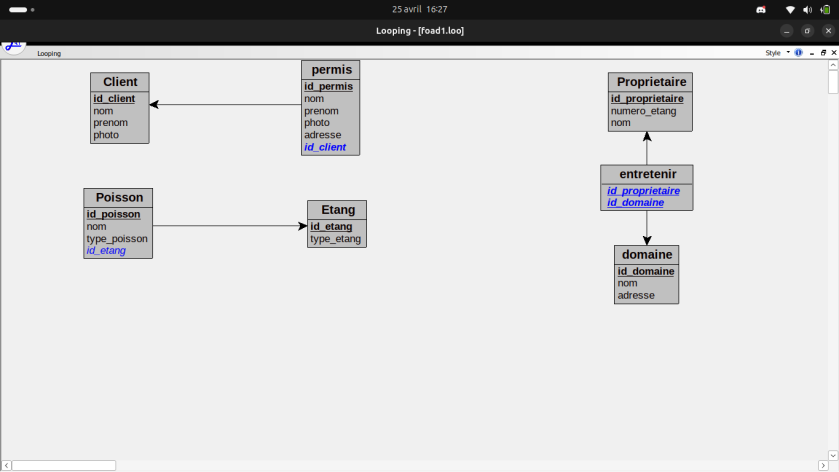 25 avril 16:27
Looping - [foad1.loo]
Looping
Style
Client
id_client
nom
prenom
photo
permis
id_permis
nom
prenom
photo
adresse
id_client
Proprietaire
id_proprietaire
numero_etang
nom
entretenir
id_proprietaire
id_domaine
Poisson
id_poisson
nom
type_poisson
id_etang
Etang
id_etang
type_etang
domaine
id_domaine
nom
adresse